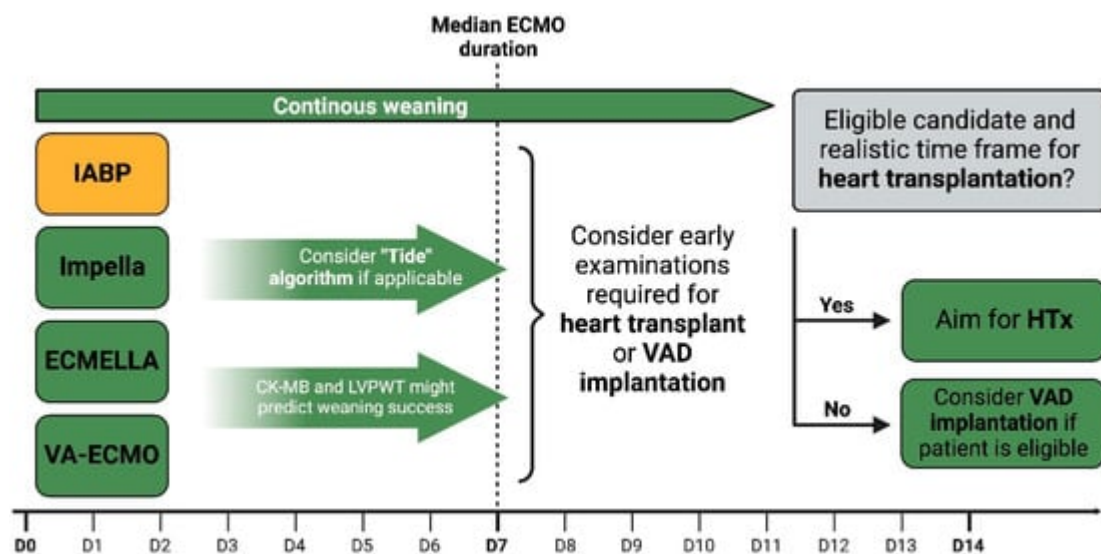 Median ECMO
duration
Continous weaning
IABP
Impella
ECMELLA
VA-ECMO
Consider "Tide"
algorithm if applicable
CK-MB and LVPWT might
predict weaning success
Consider early
examinations
required for
heart transplant
or VAD
implantation
Eligible candidate and
realistic time frame for
heart transplantation?
Yes
Aim for HTx
No
Consider VAD
implantation if
patient is eligible
D0 D1 D2 D3 D4 D5 D6 D7 D8 D9 D10 D11 D12 D13 D14